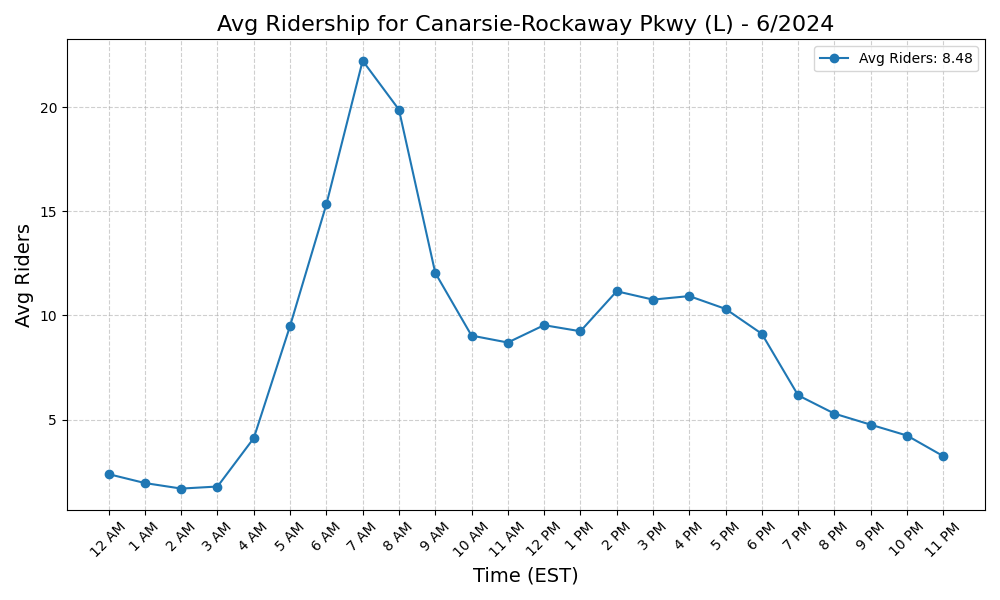 Avg Ridership for Canarsie-Rockaway Pkwy (L) - 6/2024
Avg Riders: 8.48
Avg Riders
20
15
10
5
12 AM
1 AM
2 AM
3 AM
4 AM
5 AM
6 AM
7 AM
8 AM
9 AM
10 AM
11 AM
12 PM
1 PM
2 PM
3 PM
4 PM
5 PM
6 PM
7 PM
8 PM
9 PM
10 PM
11 PM
Time (EST)